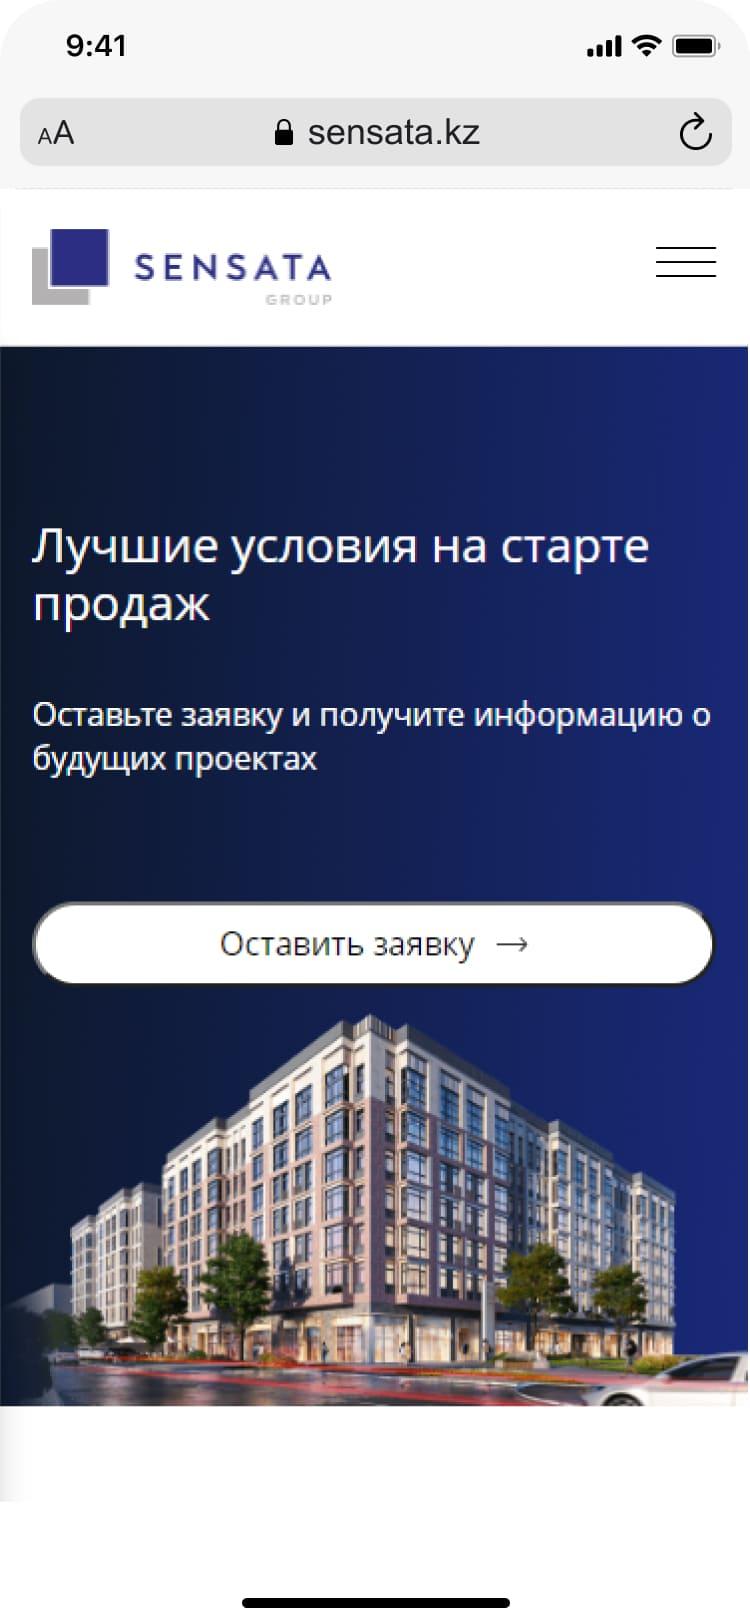 9:41
AA sensata.kz
SENSATA
GROUP
Лучшие условия на старте
продаж
Оставьте заявку и получите информацию о
будущих проектах
Оставить заявку →